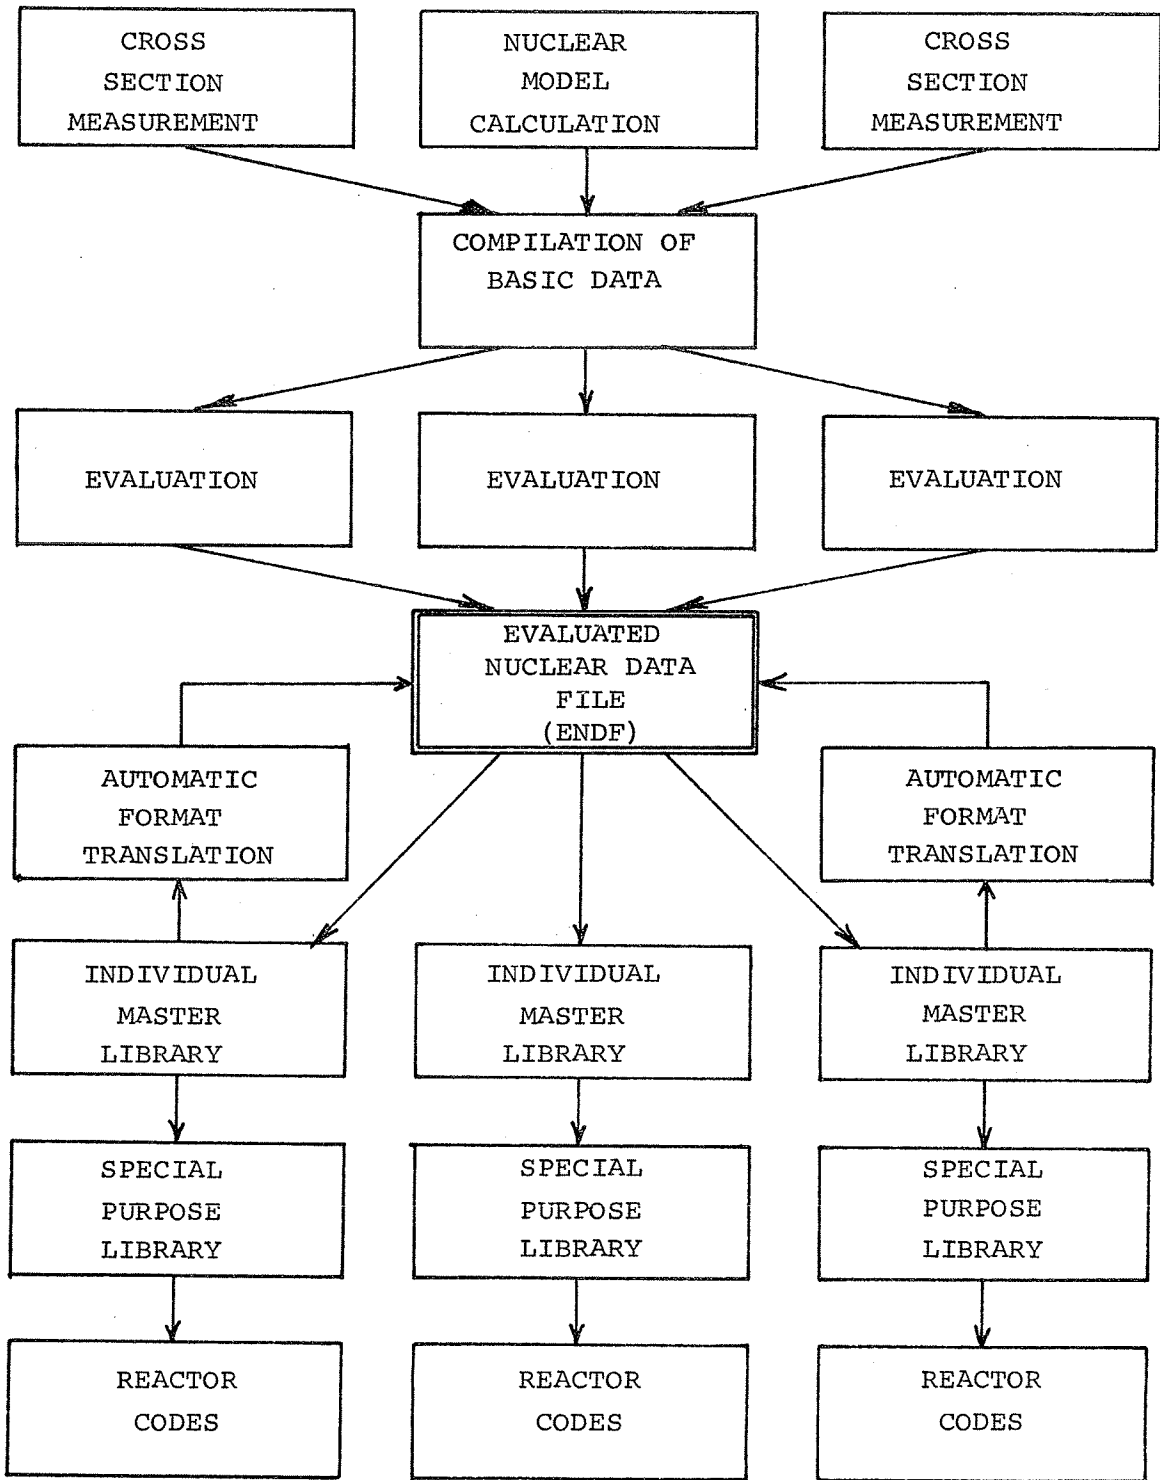 CROSS
SECTION
MEASUREMENT
NUCLEAR
MODEL
CALCULATION
CROSS
SECTION
MEASUREMENT
COMPILATION OF
BASIC DATA
EVALUATION
EVALUATION
EVALUATION
EVALUATED
NUCLEAR DATA
FILE
(ENDF)
AUTOMATIC
FORMAT
TRANSLATION
AUTOMATIC
FORMAT
TRANSLATION
INDIVIDUAL
MASTER
LIBRARY
INDIVIDUAL
MASTER
LIBRARY
INDIVIDUAL
MASTER
LIBRARY
SPECIAL
PURPOSE
LIBRARY
SPECIAL
PURPOSE
LIBRARY
SPECIAL
PURPOSE
LIBRARY
REACTOR
CODES
REACTOR
CODES
REACTOR
CODES